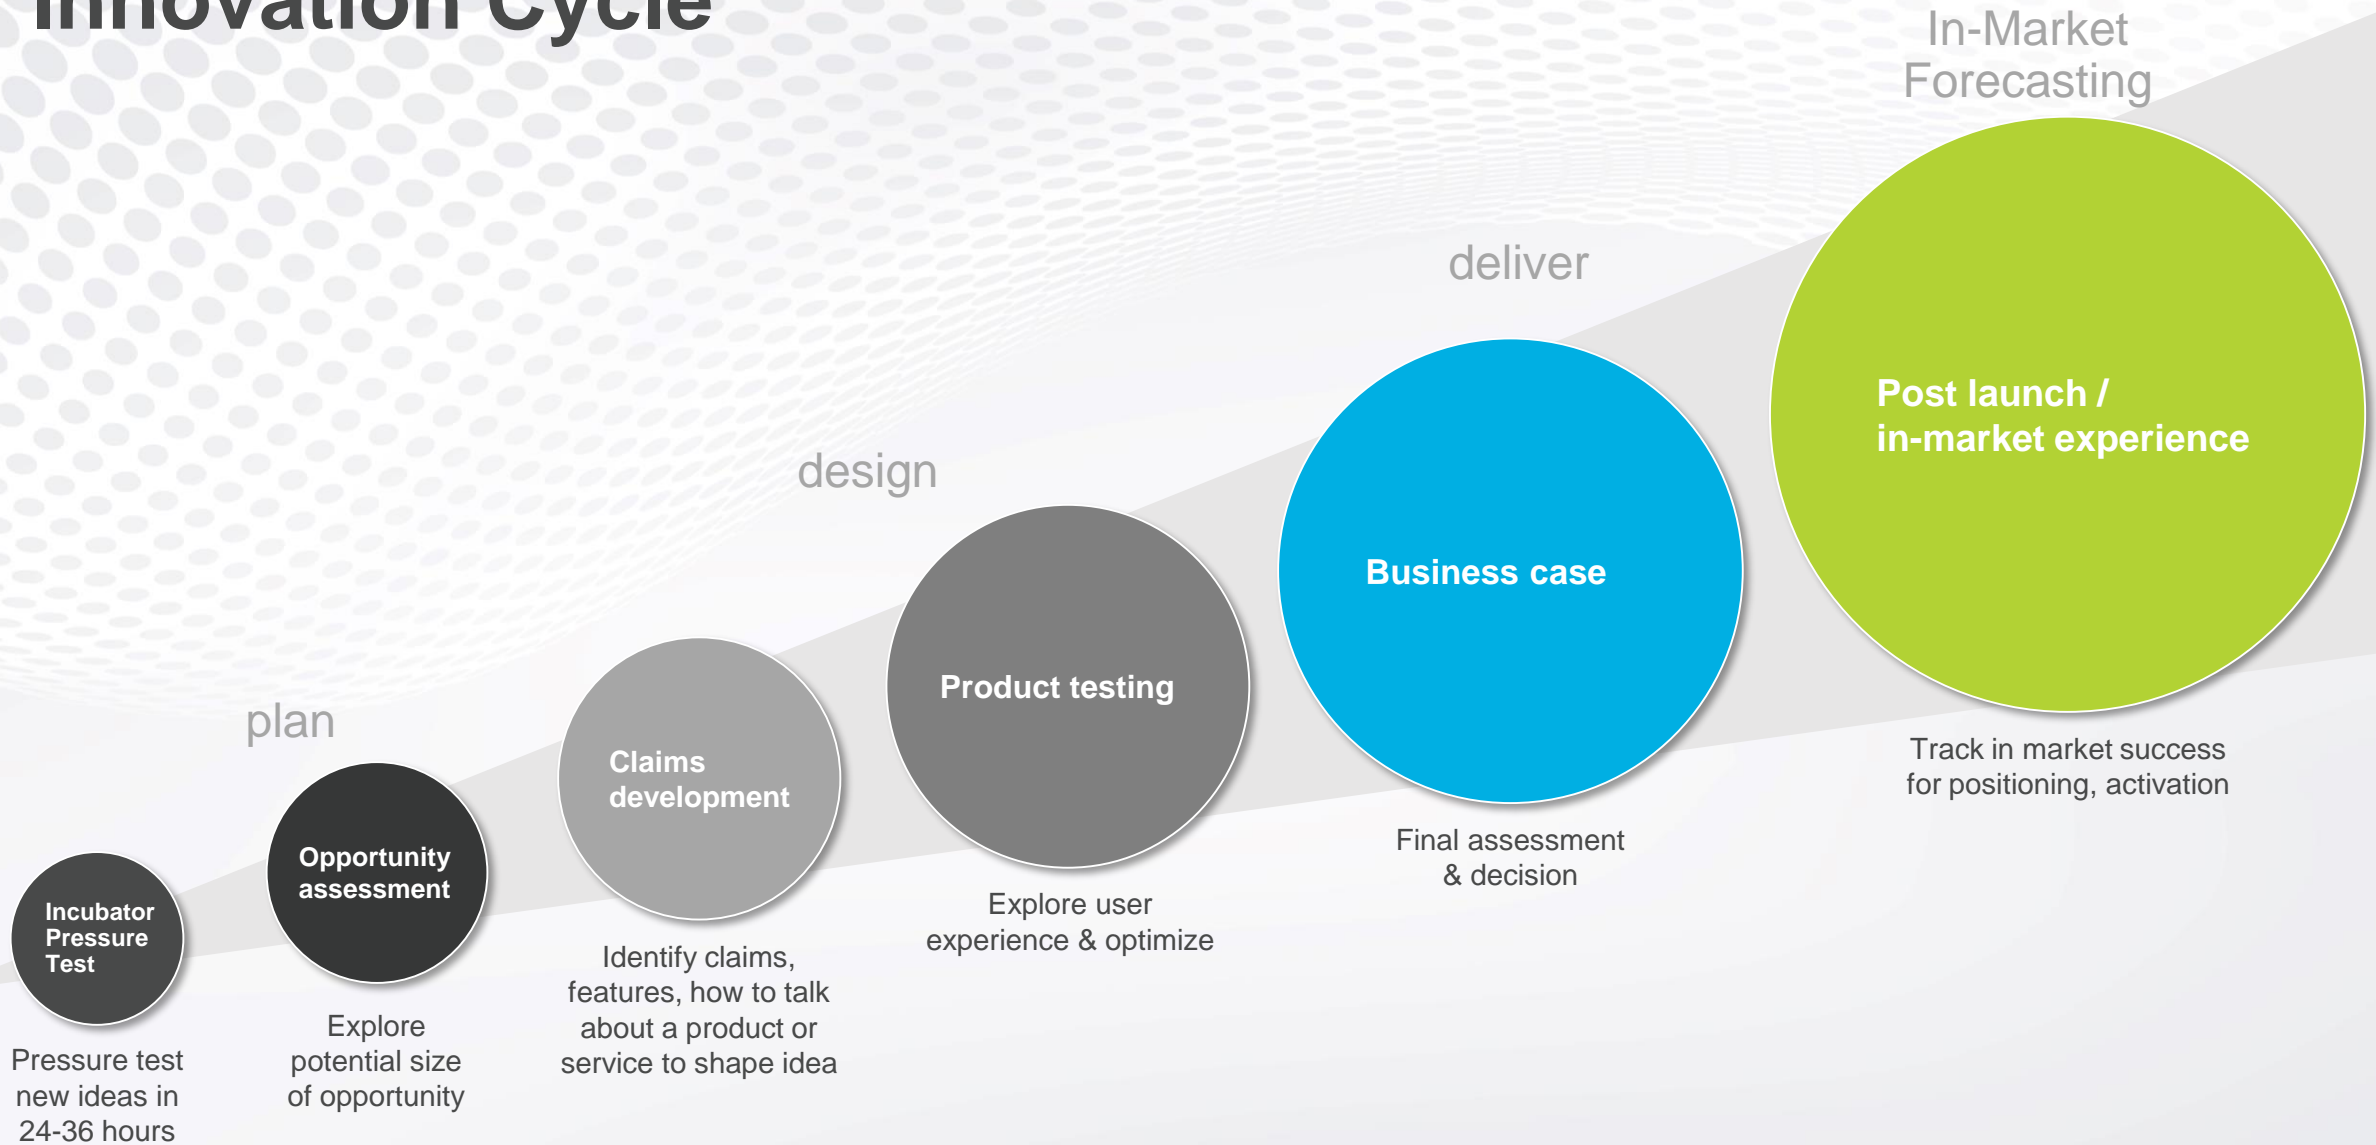 Innovation Cycle
In-Market
Forecasting
deliver
design
plan
Incubator
Pressure
Test
Pressure test
new ideas in
24-36 hours
Opportunity
assessment
Explore
potential size
of opportunity
Claims
development
Identify claims,
features, how to talk
about a product or
service to shape idea
Product testing
Explore user
experience & optimize
Business case
Final assessment
& decision
Post launch /
in-market experience
Track in market success
for positioning, activation